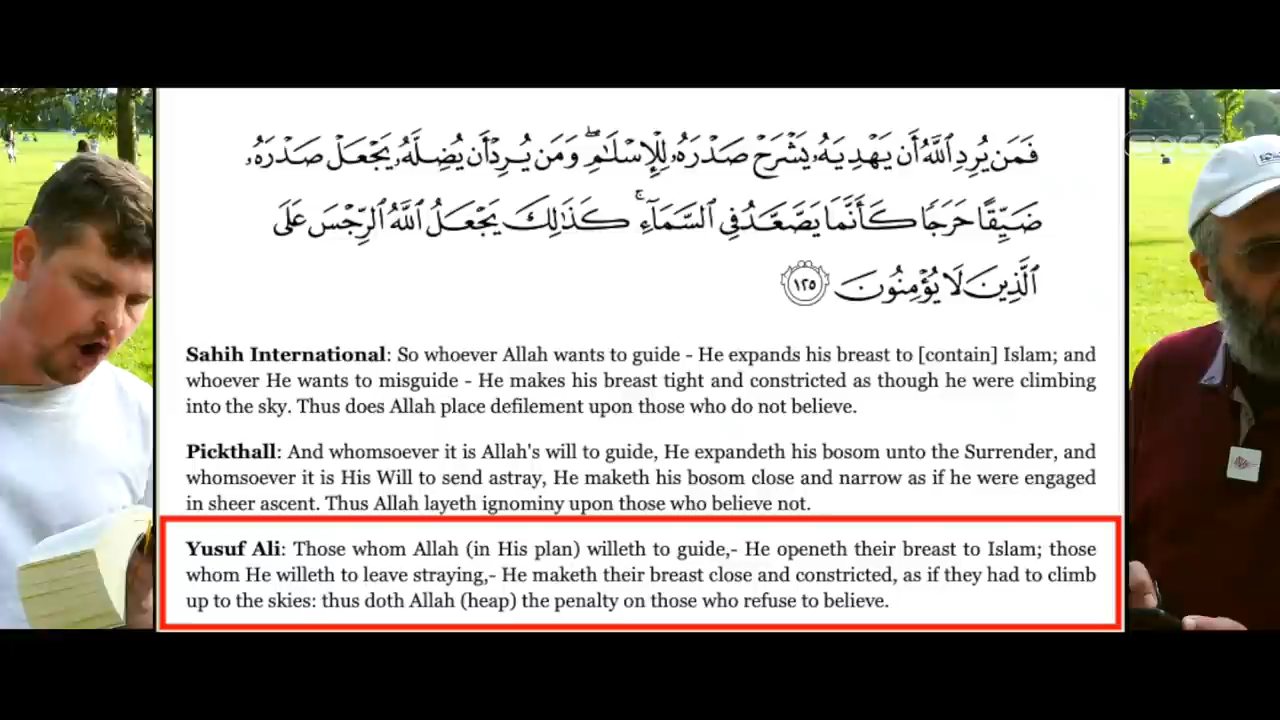 فَمَن يُرِدِ ٱللَّهُ أَن يَهْدِيَهُۥ يَشْرَحْ صَدْرَهُۥ لِلْإِسْلَـٰمِ ۖ وَمَن يُرِدْ أَن يُضِلَّهُۥ يَجْعَلْ صَدْرَهُۥ
ضَيِّقًا حَرَجًا كَأَنَّمَا يَصَّعَّدُ فِى ٱلسَّمَآءِ ۚ كَذَٰلِكَ يَجْعَلُ ٱللَّهُ ٱلرِّجْسَ عَلَى
ٱلَّذِينَ لَا يُؤْمِنُونَ ١٢٥
Sahih International: So whoever Allah wants to guide - He expands his breast to [contain] Islam; and
whoever He wants to misguide - He makes his breast tight and constricted as though he were climbing
into the sky. Thus does Allah place defilement upon those who do not believe.
Pickthall: And whomsoever it is Allah's will to guide, He expandeth his bosom unto the Surrender, and
whomsoever it is His Will to send astray, He maketh his bosom close and narrow as if he were engaged
in sheer ascent. Thus Allah layeth ignominy upon those who believe not.
Yusuf Ali: Those whom Allah (in His plan) willeth to guide,- He openeth their breast to Islam; those
whom He willeth to leave straying,- He maketh their breast close and constricted, as if they had to climb
up to the skies: thus doth Allah (heap) the penalty on those who refuse to believe.